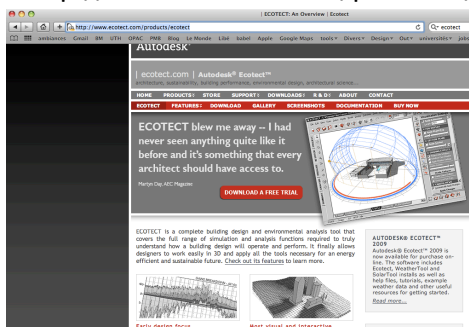 | ECOTECT: An Overview | Ecotect
http://www.ecotect.com/products/ecotect
Q- ecotect
ambiances Gmail BM UTH OPAC PMB Blog Le Monde Libé kobel Apple Google Maps tools▾ Divers▾ Design▾ Out▾ universités▾ jobs
Autodesk®
| ecotect.com | Autodesk® Ecotect™
architecture, sustainability, building performance, environmental design, architectural science...
HOME PRODUCTS STORE SUPPORT DOWNLOADS R & D ABOUT CONTACT
ECOTECT FEATURES DOWNLOAD GALLERY SCREENSHOTS DOCUMENTATION BUY NOW
ECOTECT blew me away -- I had
never seen anything quite like it
before and it's something that every
architect should have access to.
Martyn Day, AEC Magazine
DOWNLOAD A FREE TRIAL
ECOTECT is a complete building design and environmental analysis tool that
covers the full range of simulation and analysis functions required to truly
understand how a building design will operate and perform. It finally allows
designers to work easily in 3D and apply all the tools necessary for an energy
efficient and sustainable future. Check out its features to learn more.
AUTODESK® ECOTECT™
2009
Autodesk® Ecotect™ 2009 is
now available for purchase on-
line. The software includes
Ecotect, WeatherTool and
SolarTool installs as well as
help files, tutorials, example
weather data and other useful
resources for getting started.
Read more...
Early design focus
Most visual and interactive